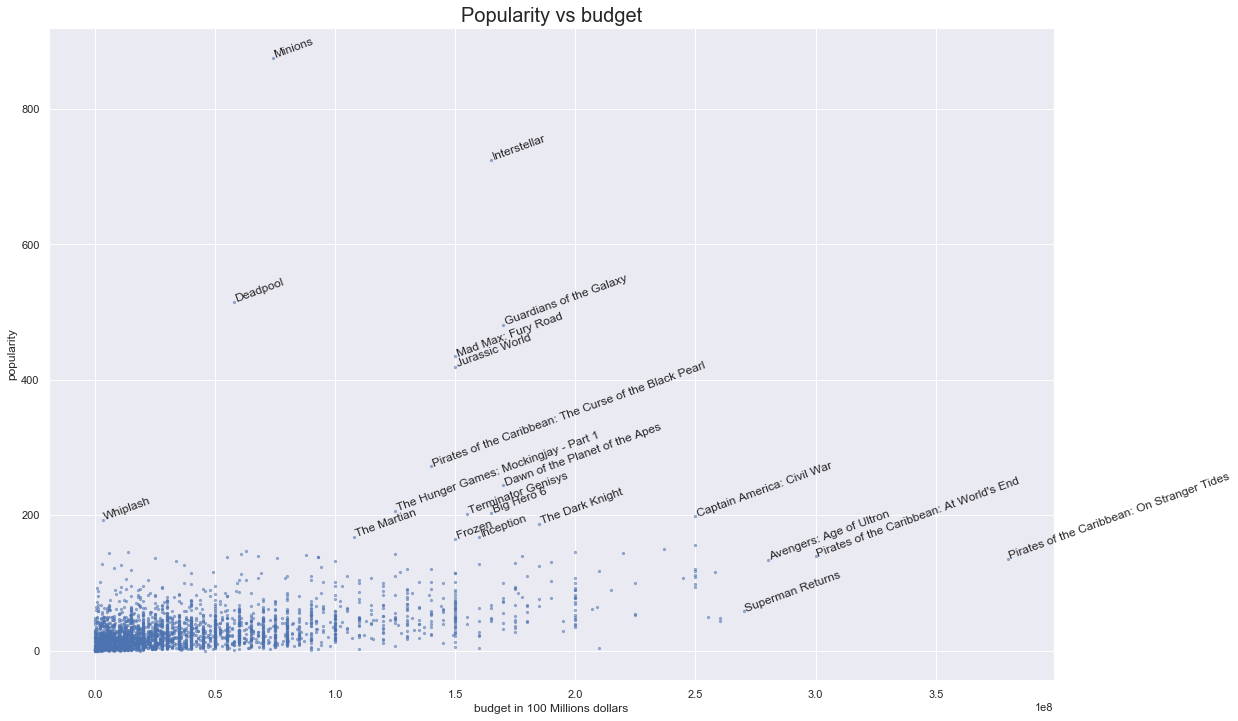 Popularity vs budget
Minions
800
Interstellar
600
Deadpool
Guardians of the Galaxy
Mad Max: Fury Road
Jurassic World
popularity
400
Pirates of the Caribbean: The Curse of the Black Pearl
The Hunger Games: Mockingjay - Part 1
Dawn of the Planet of the Apes
Terminator Genisys
Big Hero 6
Captain America: Civil War
Whiplash
200
The Dark Knight
The Martian
Frozen
Inception
Avengers: Age of Ultron
Pirates of the Caribbean: At World's End
Pirates of the Caribbean: On Stranger Tides
Superman Returns
0
0.0 0.5 1.0 1.5 2.0 2.5 3.0 3.5
budget in 100 Millions dollars
1e8